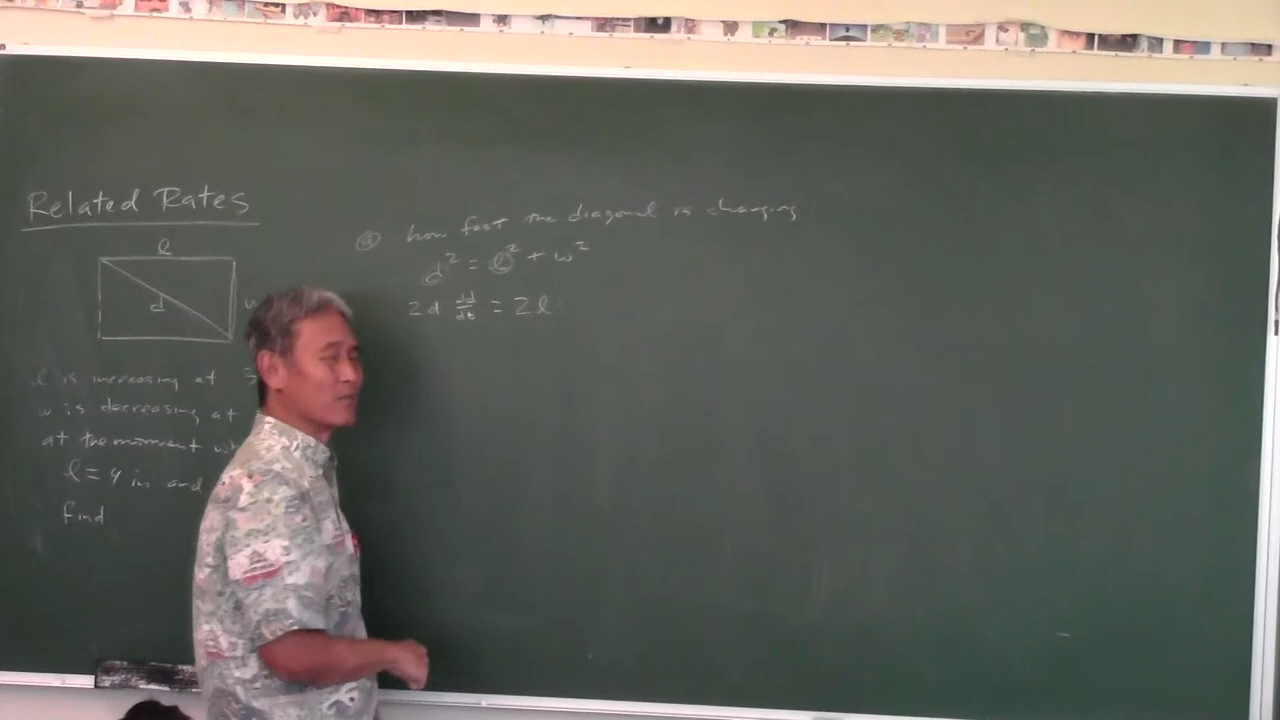 Related Rates
l
d
w
l is increasing at
w is decreasing at
at the moment
l = 4 in and
find
ⓐ how fast the diagonal is changing
d² = l² + w²
2d dd/dt = 2l